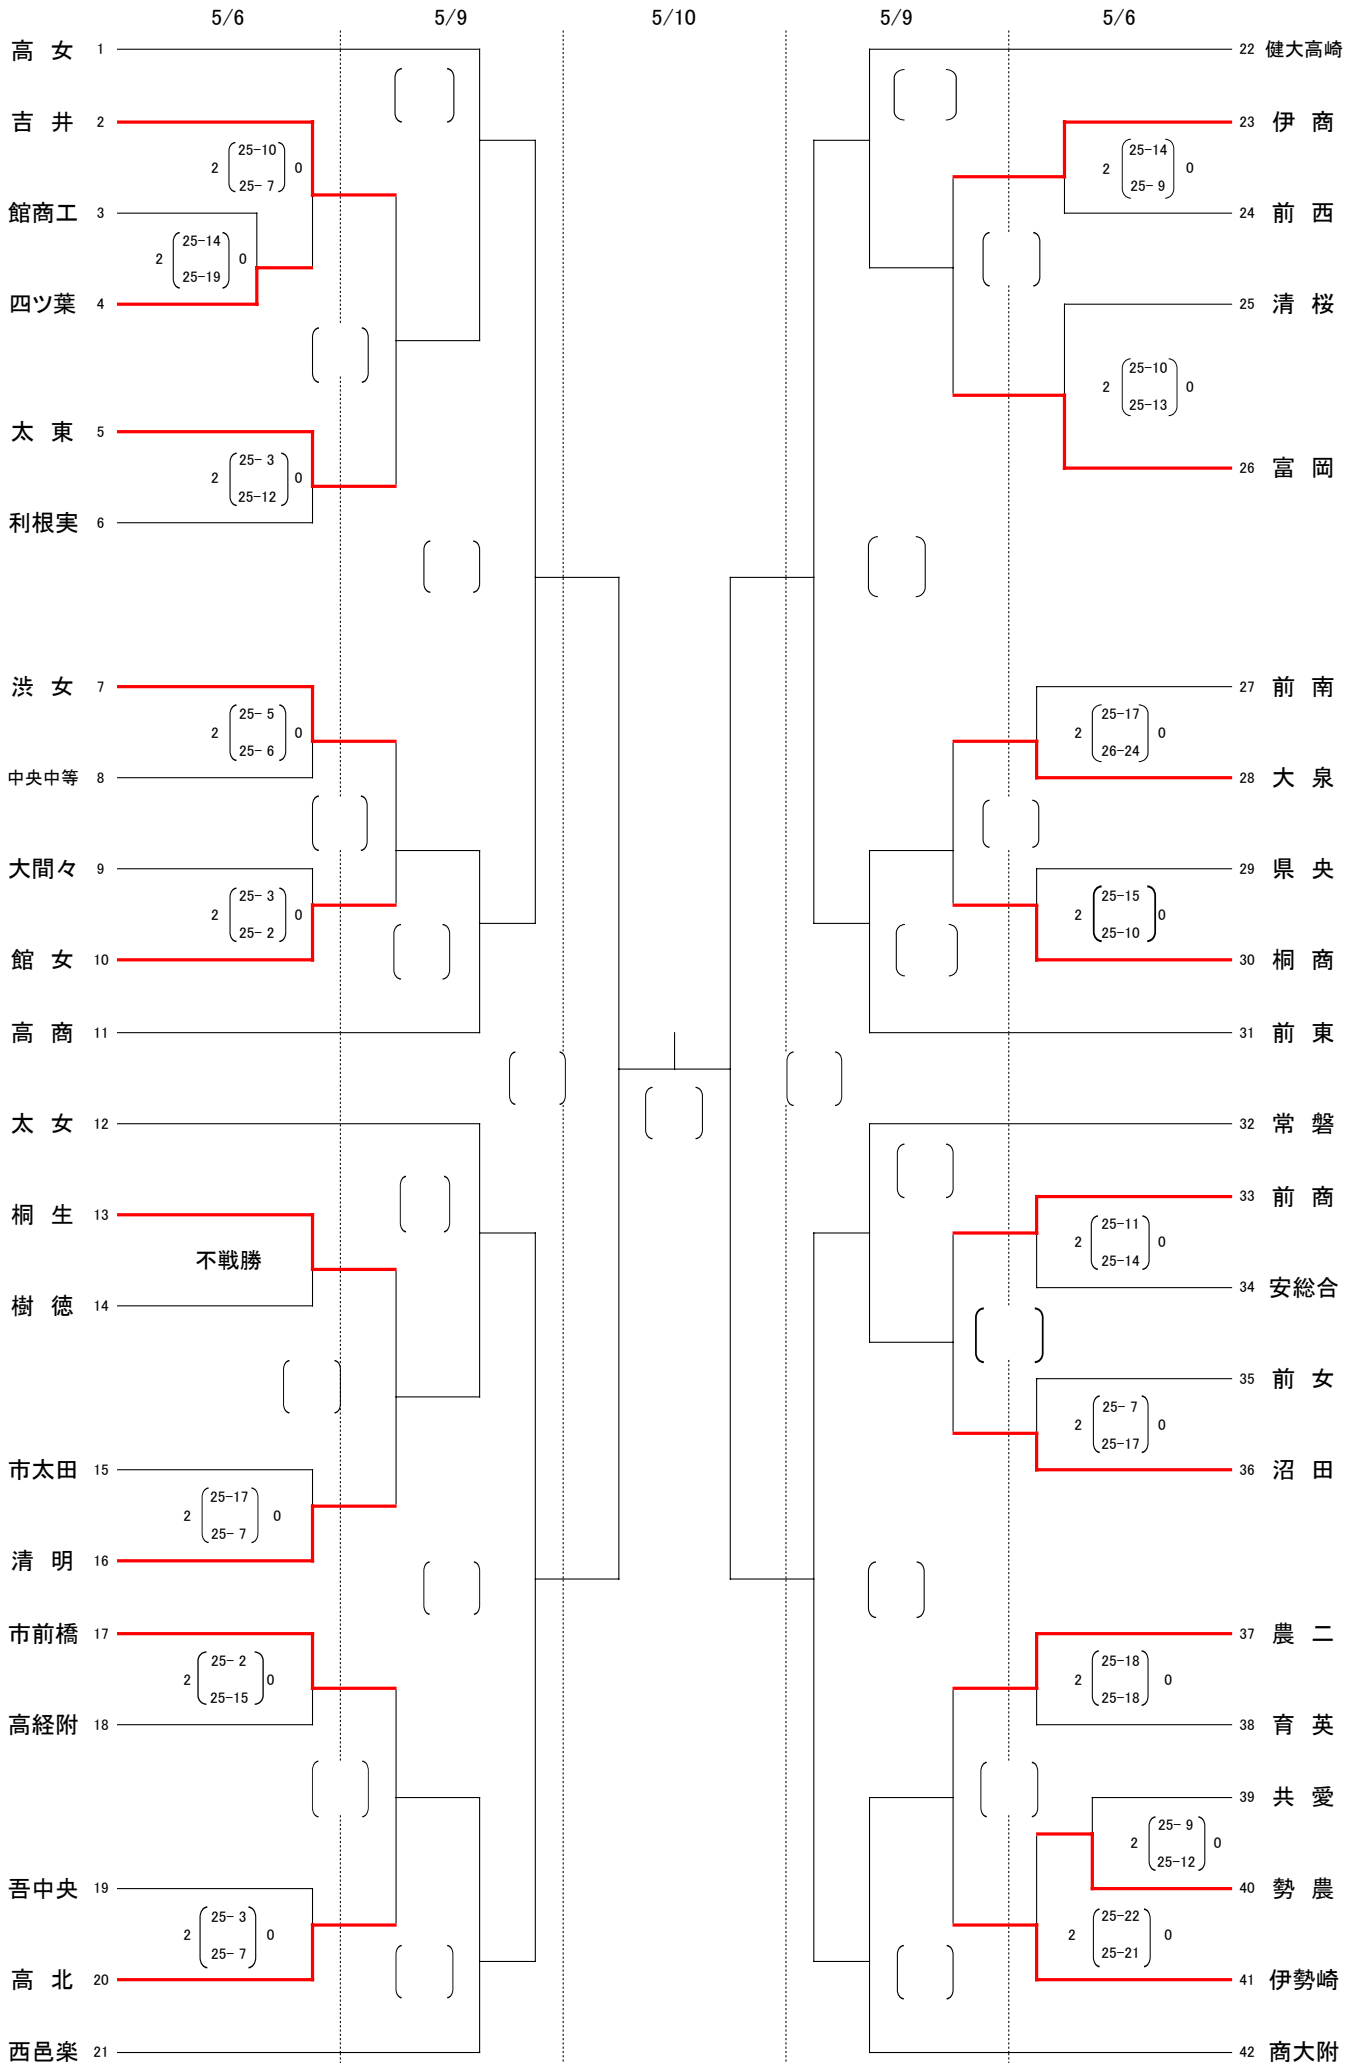 5/6 5/9 5/10 5/9 5/6
高 女 1
22 健大高崎
吉 井 2
23 伊 商
2 25-10 0
25- 7
2 25-14 0
25- 9
館商工 3
24 前 西
2 25-14 0
25-19
四ツ葉 4
25 清 桜
2 25-10 0
25-13
太 東 5
26 富 岡
2 25- 3 0
25-12
利根実 6
渋 女 7
27 前 南
2 25- 5 0
25- 6
2 25-17 0
26-24
中央中等 8
28 大 泉
大間々 9
29 県 央
2 25- 3 0
25- 2
2 25-15 0
25-10
館 女 10
30 桐 商
高 商 11
31 前 東
太 女 12
32 常 磐
桐 生 13
33 前 商
不戦勝
2 25-11 0
25-14
樹 徳 14
34 安総合
35 前 女
2 25- 7 0
25-17
市太田 15
36 沼 田
2 25-17 0
25- 7
清 明 16
市前橋 17
37 農 二
2 25- 2 0
25-15
2 25-18 0
25-18
高経附 18
38 育 英
39 共 愛
2 25- 9 0
25-12
吾中央 19
40 勢 農
2 25- 3 0
25- 7
2 25-22 0
25-21
高 北 20
41 伊勢崎
西邑楽 21
42 商大附